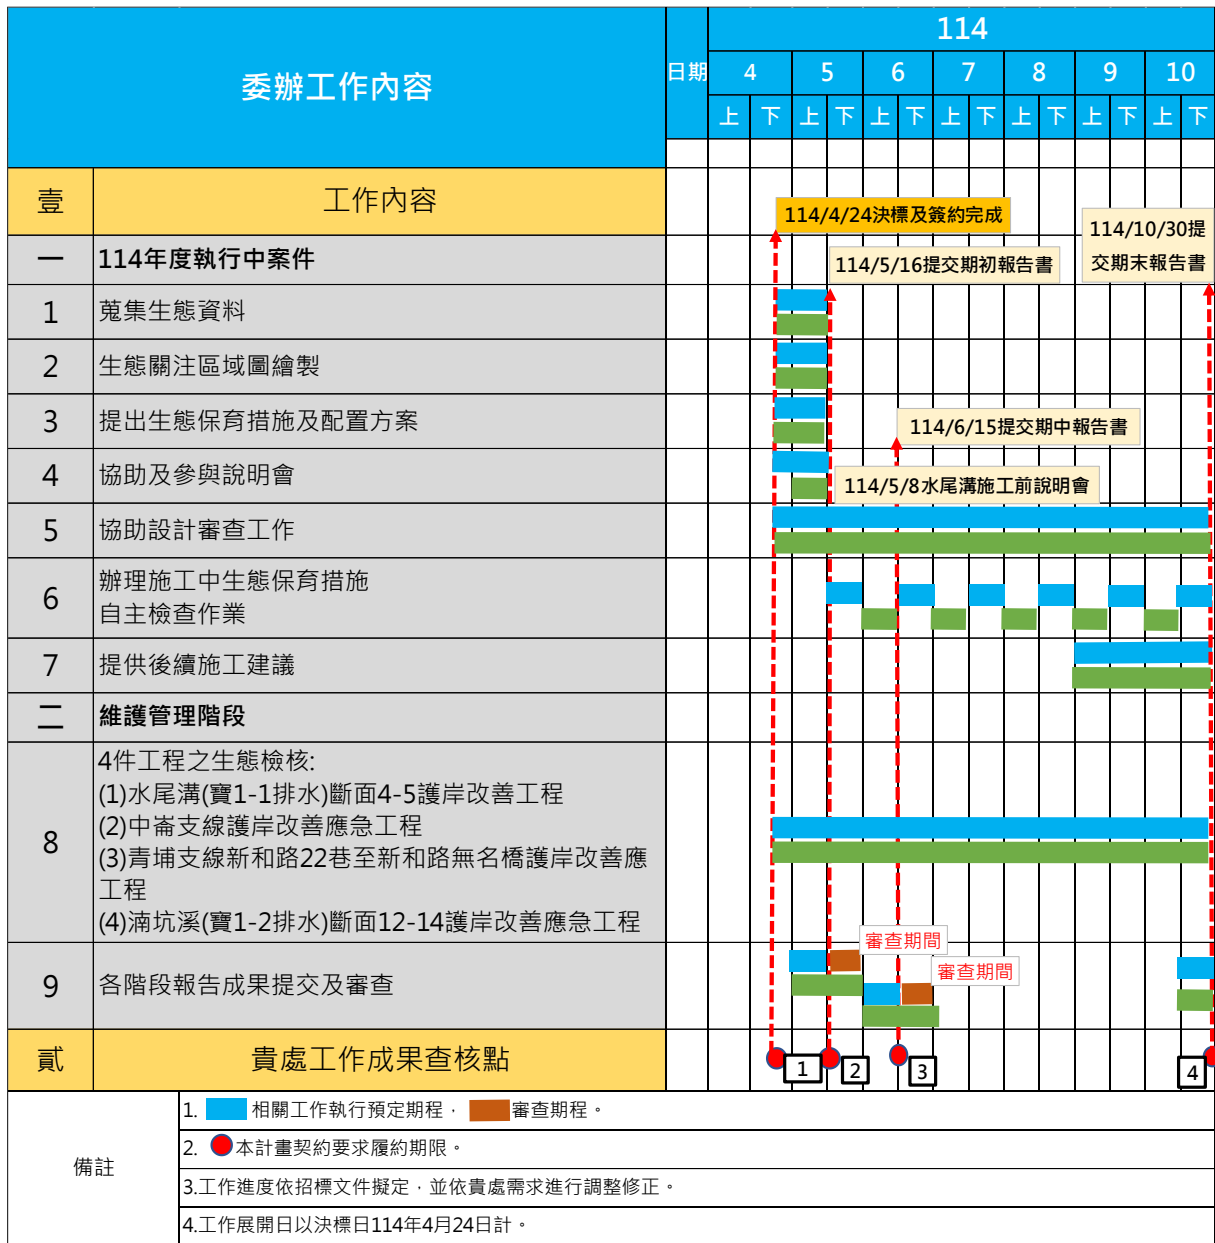 114
委辦工作內容
日期
4 5 6 7 8 9 10
上 下 上 下 上 下 上 下 上 下 上 下 上 下
壹 工作內容
114/4/24決標及簽約完成
114/10/30提
交期末報告書
一 114年度執行中案件
114/5/16提交期初報告書
1 蒐集生態資料
2 生態關注區域圖繪製
3 提出生態保育措施及配置方案
114/6/15提交期中報告書
4 協助及參與說明會
114/5/8水尾溝施工前說明會
5 協助設計審查工作
6 辦理施工中生態保育措施
自主檢查作業
7 提供後續施工建議
二 維護管理階段
8
4件工程之生態檢核:
(1)水尾溝(寶1-1排水)斷面4-5護岸改善工程
(2)中崙支線護岸改善應急工程
(3)青埔支線新和路22巷至新和路無名橋護岸改善應
工程
(4)湳坑溪(寶1-2排水)斷面12-14護岸改善應急工程
審查期間
審查期間
9 各階段報告成果提交及審查
貳 貴處工作成果查核點
1 2 3 4
備註
1. 相關工作執行預定期程，審查期程。
2. 本計畫契約要求履約期限。
3.工作進度依招標文件擬定，並依貴處需求進行調整修正。
4.工作展開日以決標日114年4月24日計。